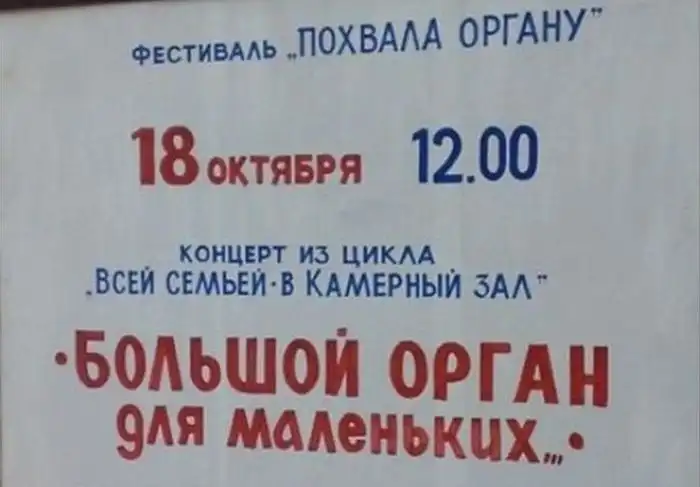 ФЕСТИВАЛЬ „ПОХВАЛА ОРГАНУ”
18 ОКТЯБРЯ 12.00
КОНЦЕРТ ИЗ ЦИКЛА
„ВСЕЙ СЕМЬЕЙ·В КАМЕРНЫЙ ЗАЛ”
·БОЛЬШОЙ ОРГАН
для маленьких...·